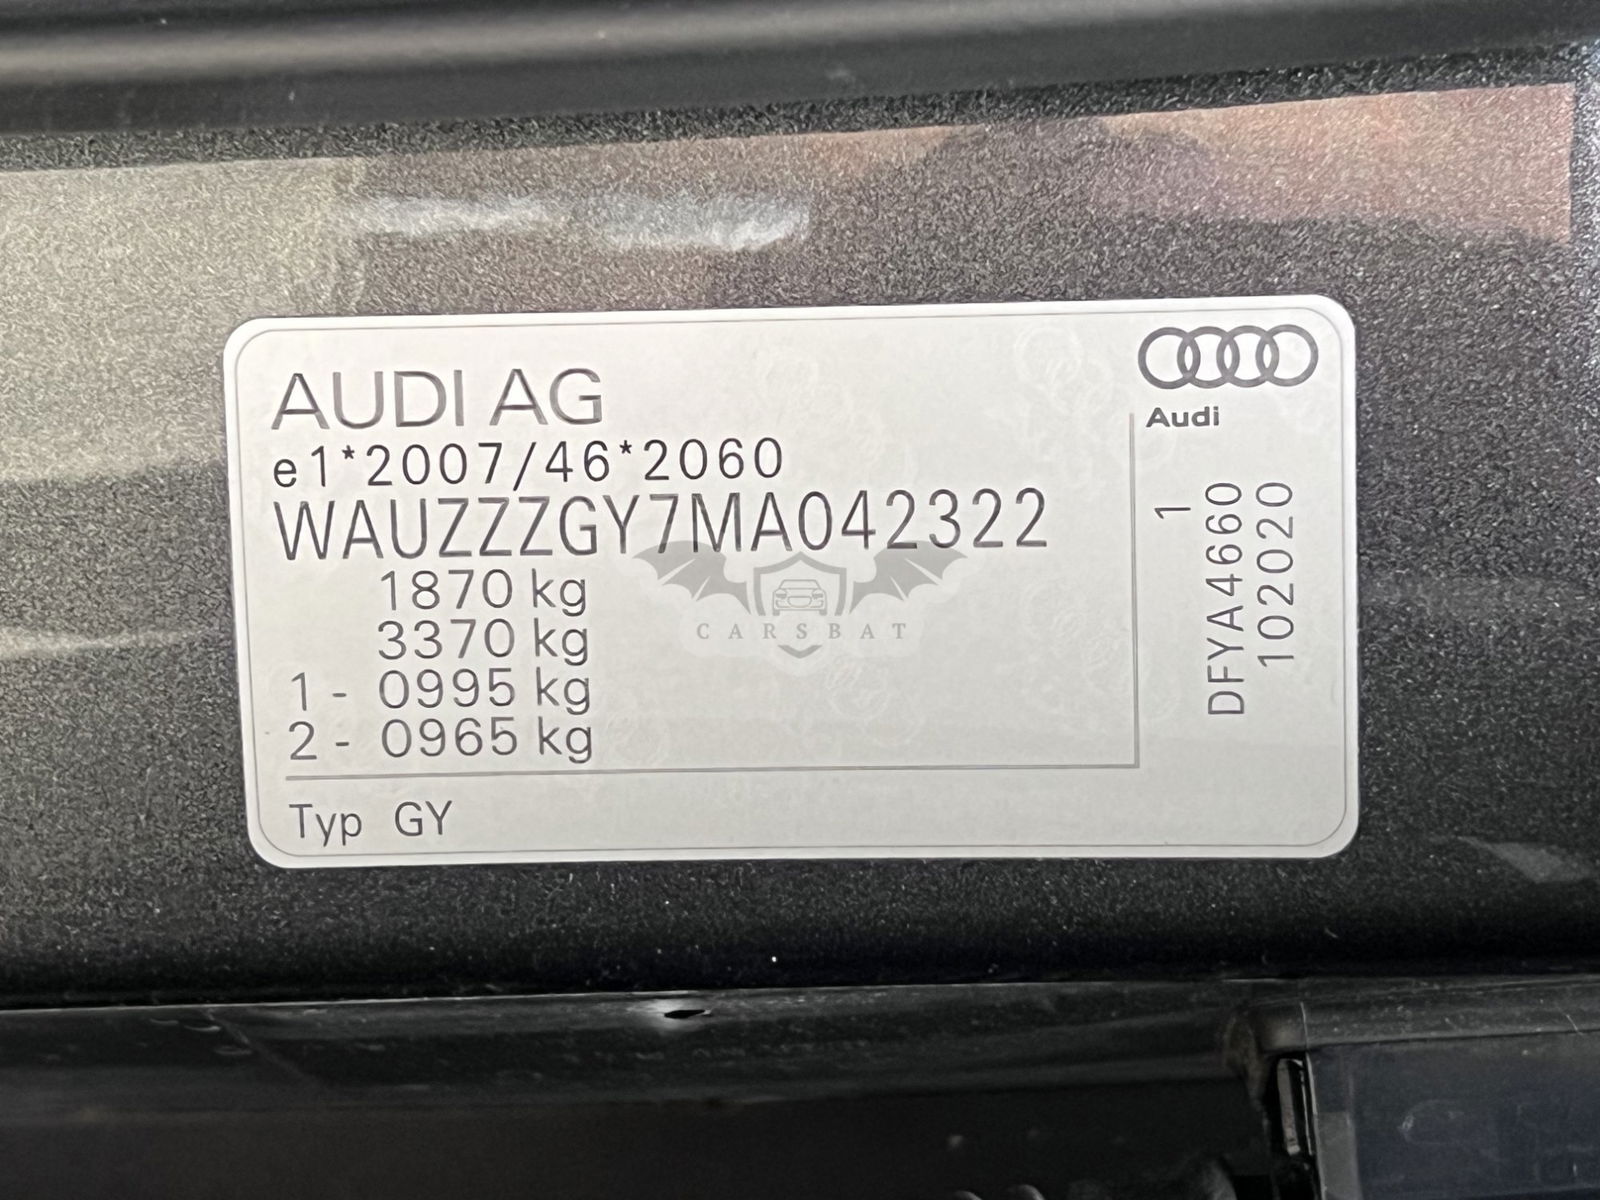 AUDI AG
e1*2007/46*2060
WAUZZZGY7MA042322
1870 kg
3370 kg
1 - 0995 kg
2 - 0965 kg
Typ GY
Audi
1
DFYA4660
102020
CARSBAT